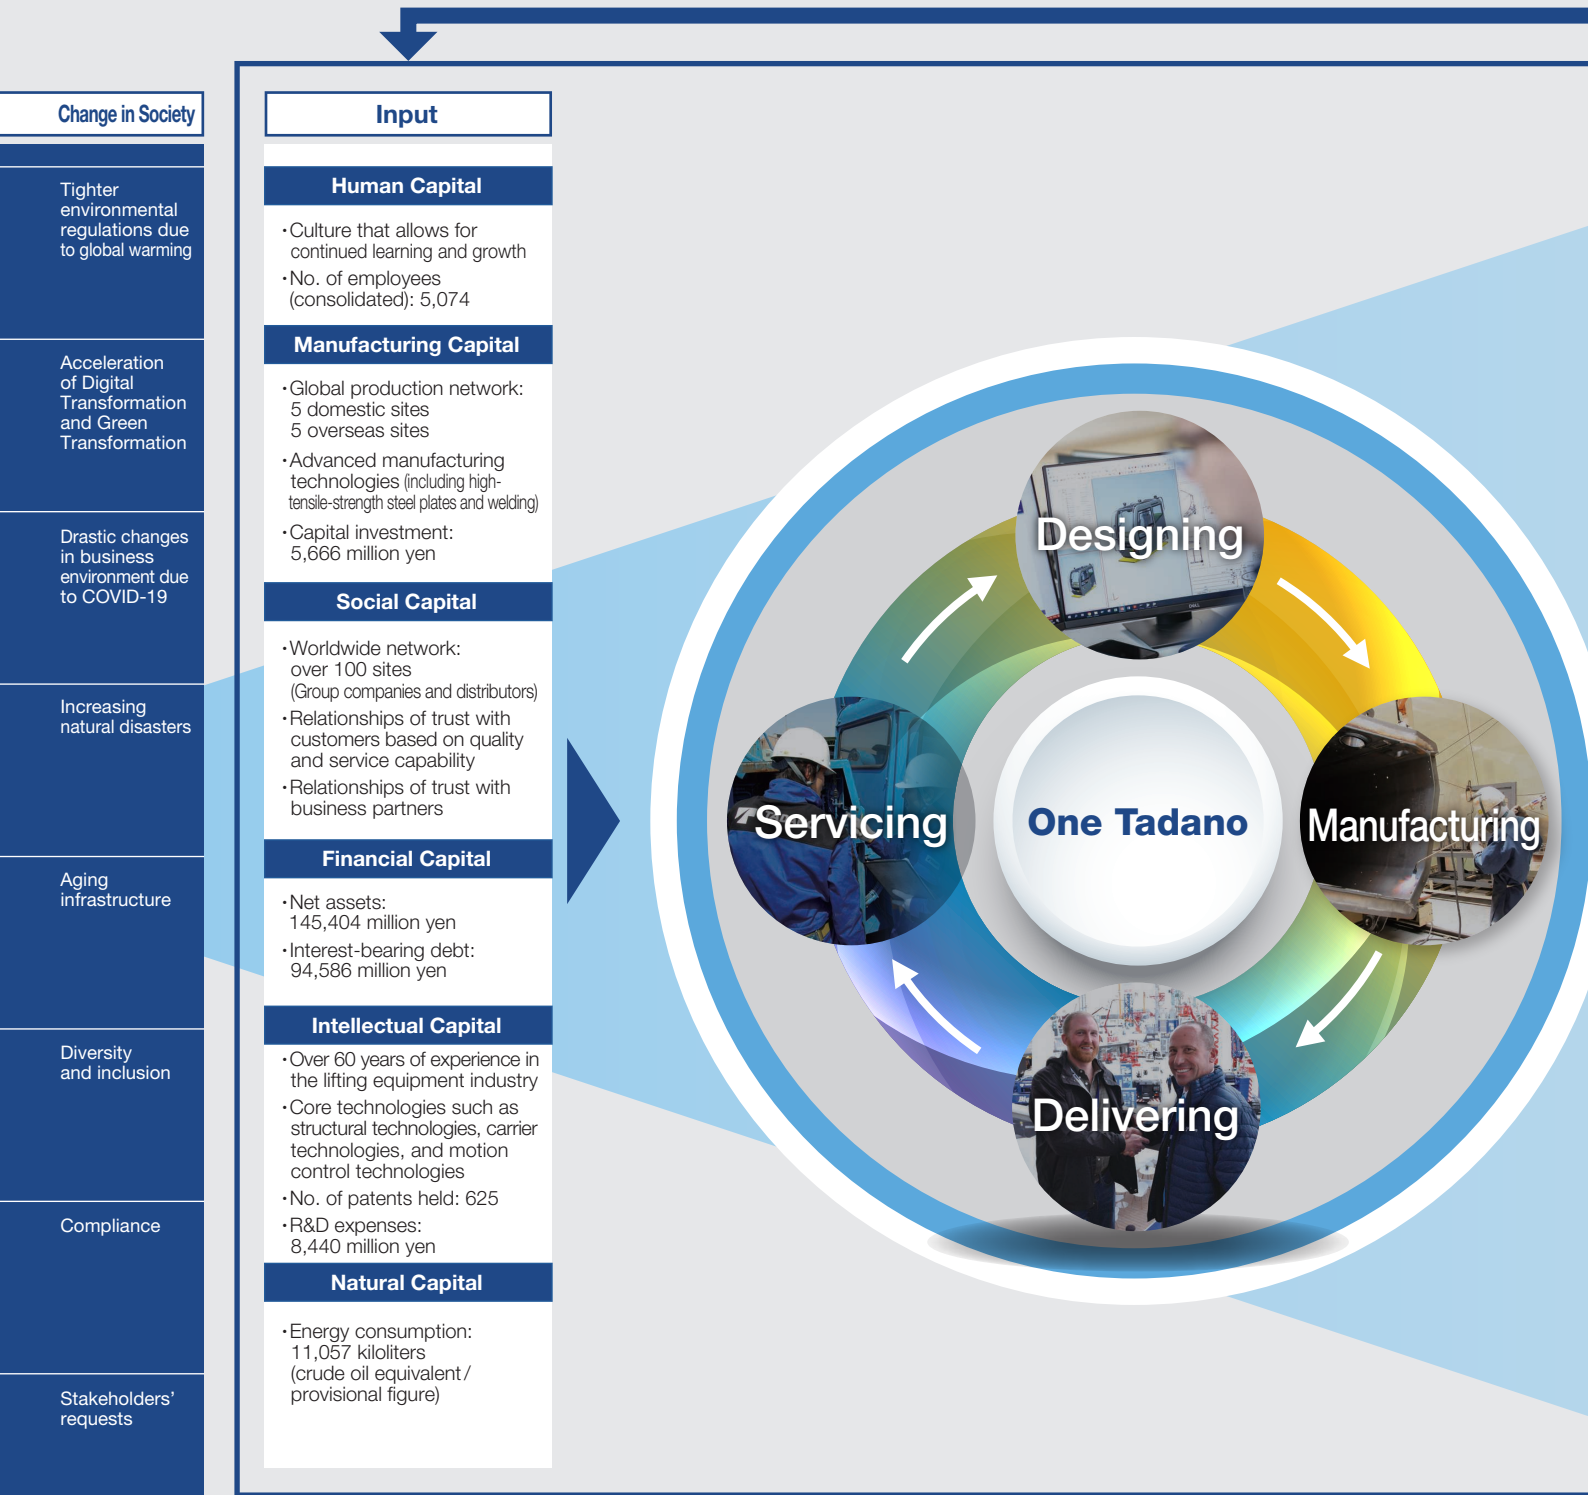 Change in Society
Tighter
environmental
regulations due
to global warming
Acceleration
of Digital
Transformation
and Green
Transformation
Drastic changes
in business
environment due
to COVID-19
Increasing
natural disasters
Aging
infrastructure
Diversity
and inclusion
Compliance
Stakeholders’
requests
Input
Human Capital
・Culture that allows for
continued learning and growth
・No. of employees
(consolidated): 5,074
Manufacturing Capital
・Global production network:
5 domestic sites
5 overseas sites
・Advanced manufacturing
technologies (including high-
tensile-strength steel plates and welding)
・Capital investment:
5,666 million yen
Social Capital
・Worldwide network:
over 100 sites
(Group companies and distributors)
・Relationships of trust with
customers based on quality
and service capability
・Relationships of trust with
business partners
Financial Capital
・Net assets:
145,404 million yen
・Interest-bearing debt:
94,586 million yen
Intellectual Capital
・Over 60 years of experience in
the lifting equipment industry
・Core technologies such as
structural technologies, carrier
technologies, and motion
control technologies
・No. of patents held: 625
・R&D expenses:
8,440 million yen
Natural Capital
・Energy consumption:
11,057 kiloliters
(crude oil equivalent/
provisional figure)
Designing
Servicing
One Tadano
Manufacturing
Delivering